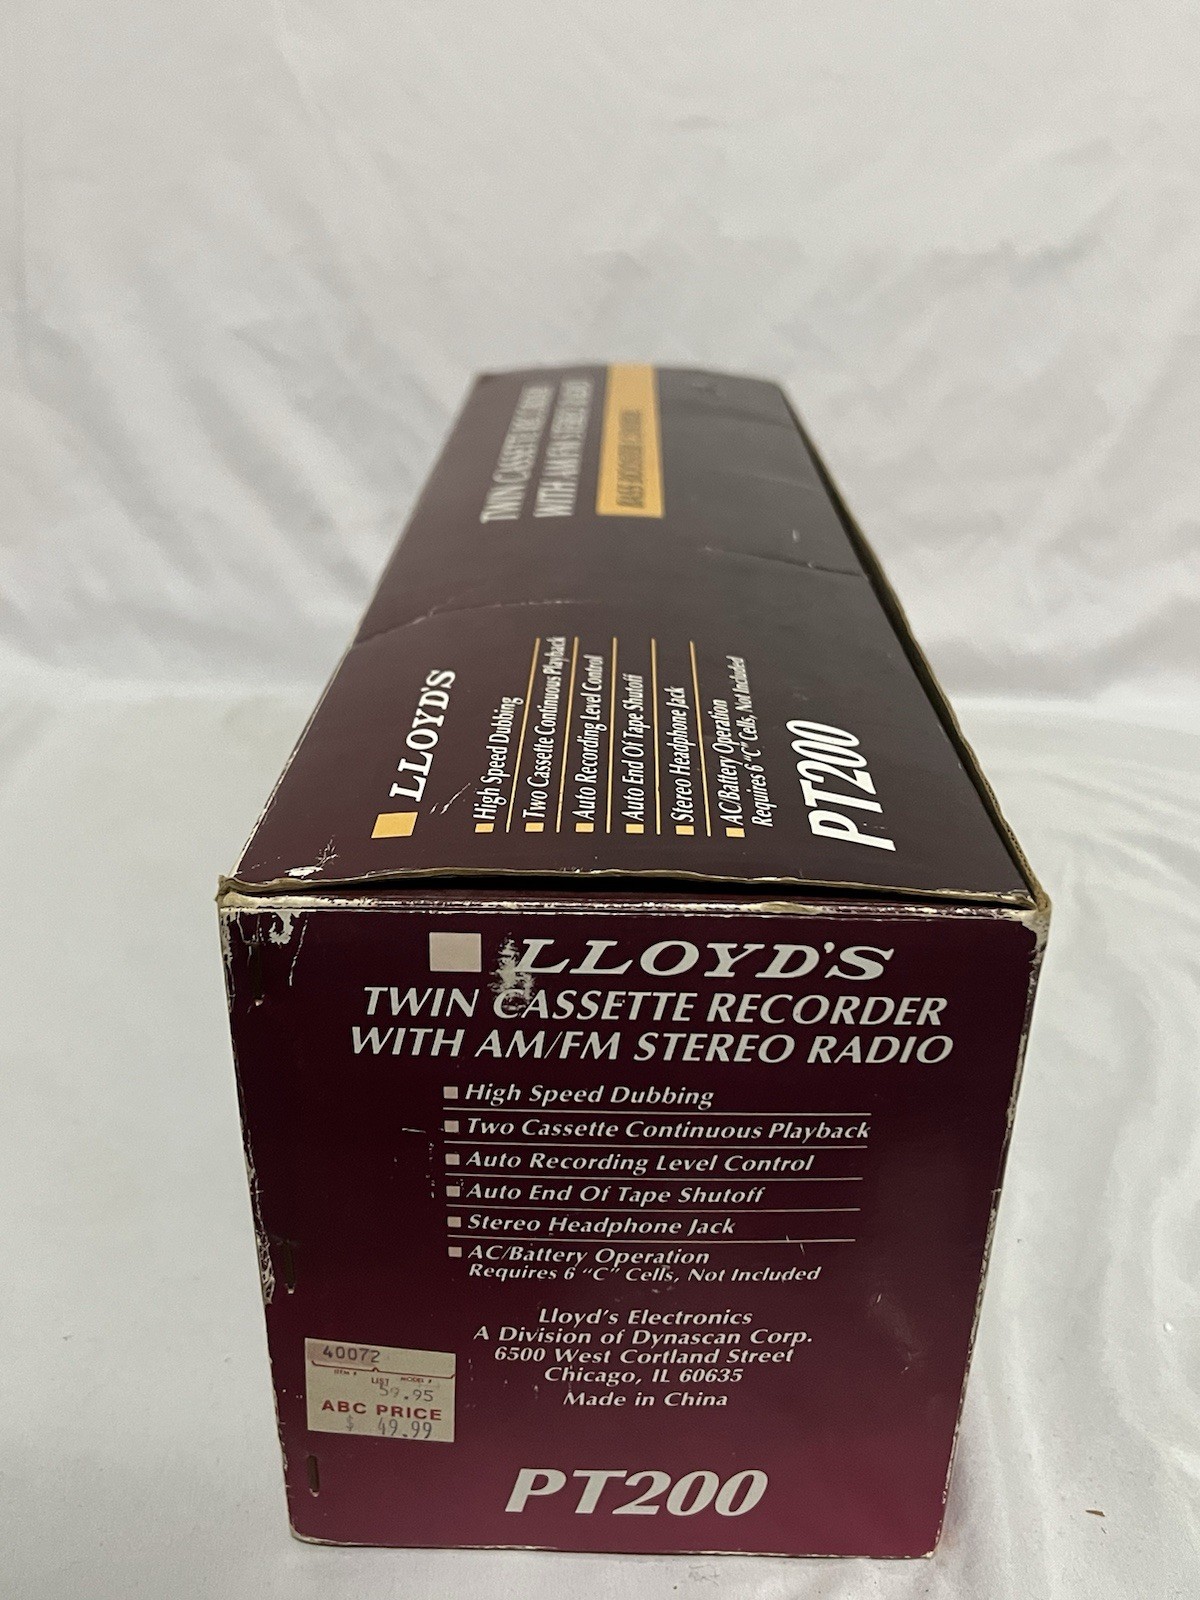 TWIN CASSETTE RECORDER
WITH AM/FM STEREO RADIO
LLOYD'S
High Speed Dubbing
Two Cassette Continuous Playback
Auto Recording Level Control
Auto End Of Tape Shutoff
Stereo Headphone Jack
AC/Battery Operation
Requires 6 "C" Cells, Not Included
PT200
LLOYD'S
TWIN CASSETTE RECORDER
WITH AM/FM STEREO RADIO
High Speed Dubbing
Two Cassette Continuous Playback
Auto Recording Level Control
Auto End Of Tape Shutoff
Stereo Headphone Jack
AC/Battery Operation
Requires 6 "C" Cells, Not Included
Lloyd's Electronics
A Division of Dynascan Corp.
6500 West Cortland Street
Chicago, IL 60635
Made in China
40072
ITEM # MODEL #
LIST
59.95
ABC PRICE
$ 49.99
PT200